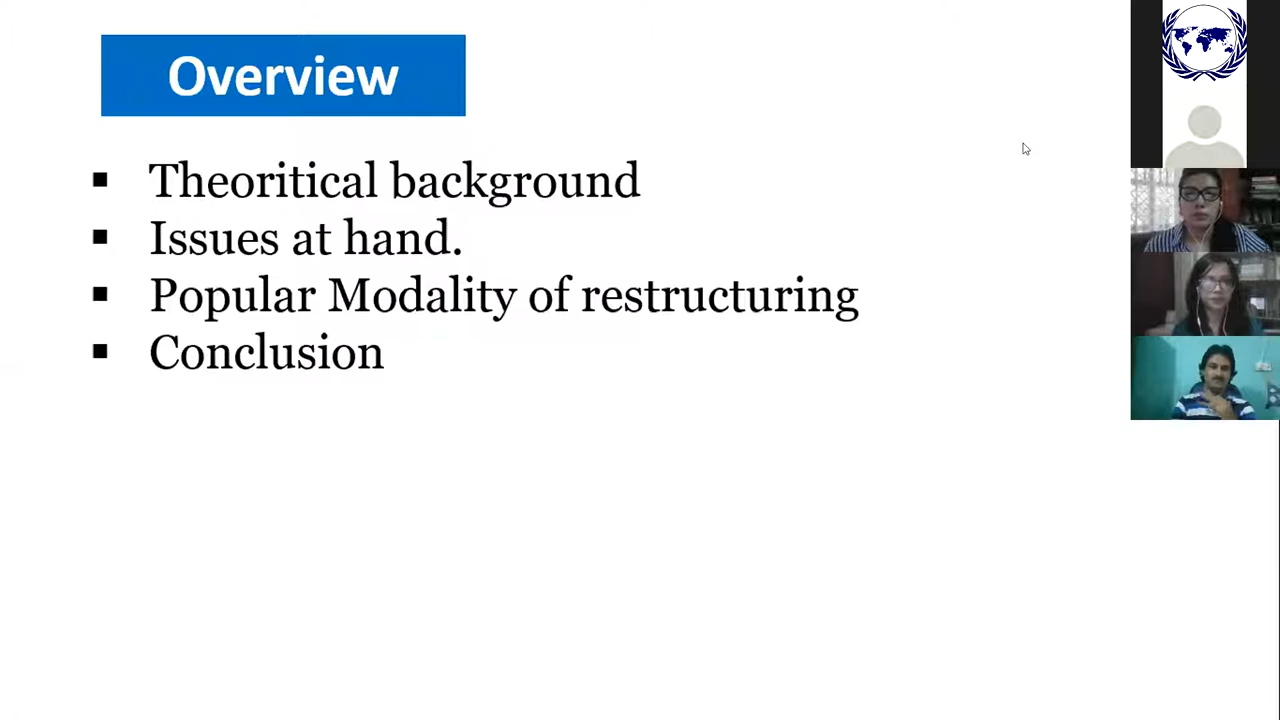 Overview
▪ Theoritical background
▪ Issues at hand.
▪ Popular Modality of restructuring
▪ Conclusion